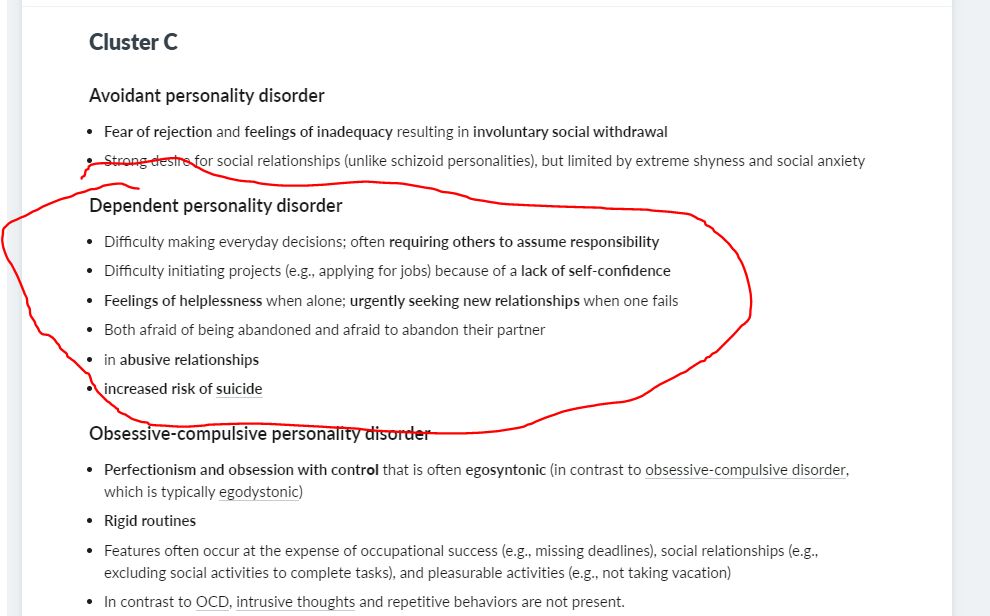 Cluster C
Avoidant personality disorder
• Fear of rejection and feelings of inadequacy resulting in involuntary social withdrawal
• Strong desire for social relationships (unlike schizoid personalities), but limited by extreme shyness and social anxiety
Dependent personality disorder
• Difficulty making everyday decisions; often requiring others to assume responsibility
• Difficulty initiating projects (e.g., applying for jobs) because of a lack of self-confidence
• Feelings of helplessness when alone; urgently seeking new relationships when one fails
• Both afraid of being abandoned and afraid to abandon their partner
• in abusive relationships
• increased risk of suicide
Obsessive-compulsive personality disorder
• Perfectionism and obsession with control that is often egosyntonic (in contrast to obsessive-compulsive disorder,
which is typically egodystonic)
• Rigid routines
• Features often occur at the expense of occupational success (e.g., missing deadlines), social relationships (e.g.,
excluding social activities to complete tasks), and pleasurable activities (e.g., not taking vacation)
• In contrast to OCD, intrusive thoughts and repetitive behaviors are not present.